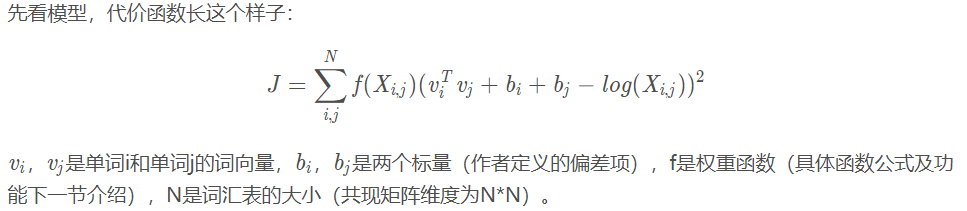 先看模型，代价函数长这个样子：
J = \sum_{i,j}^{N} f(X_{i,j})(v_i^T v_j + b_i + b_j - log(X_{i,j}))^2
v_i，v_j是单词i和单词j的词向量，b_i，b_j是两个标量（作者定义的偏差项），f是权重函数（具体函数公式及功
能下一节介绍），N是词汇表的大小（共现矩阵维度为N*N）。